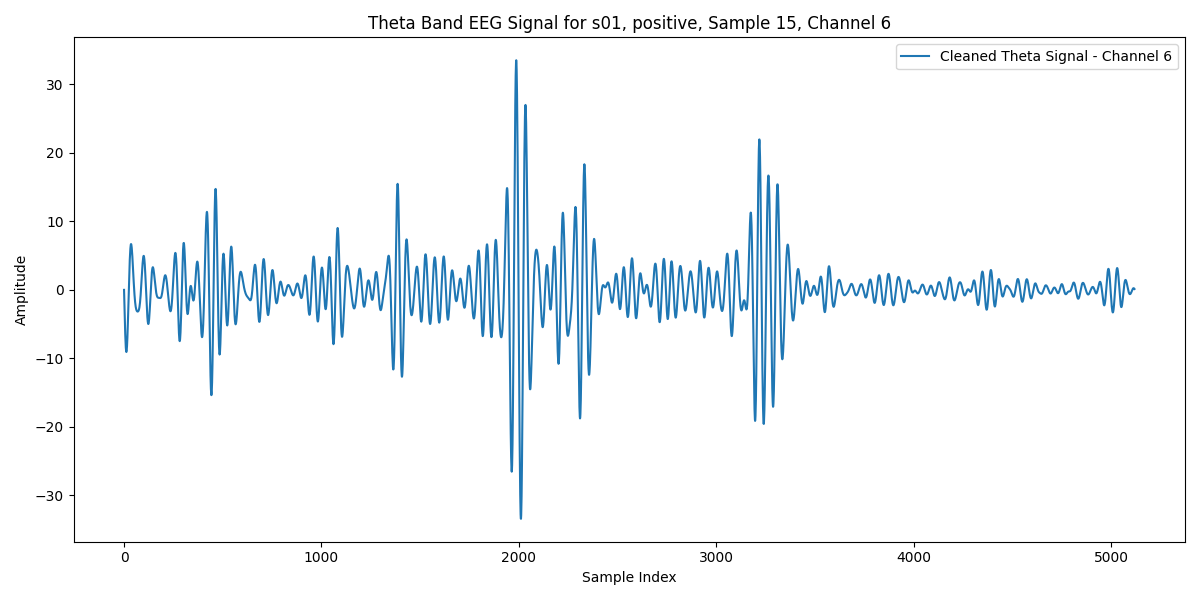 Theta Band EEG Signal for s01, positive, Sample 15, Channel 6
Cleaned Theta Signal - Channel 6
Amplitude
30
20
10
0
−10
−20
−30
0 1000 2000 3000 4000 5000
Sample Index